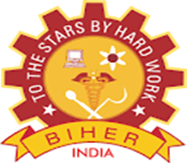 TO THE STARS BY HARD WORK
BIHER
INDIA